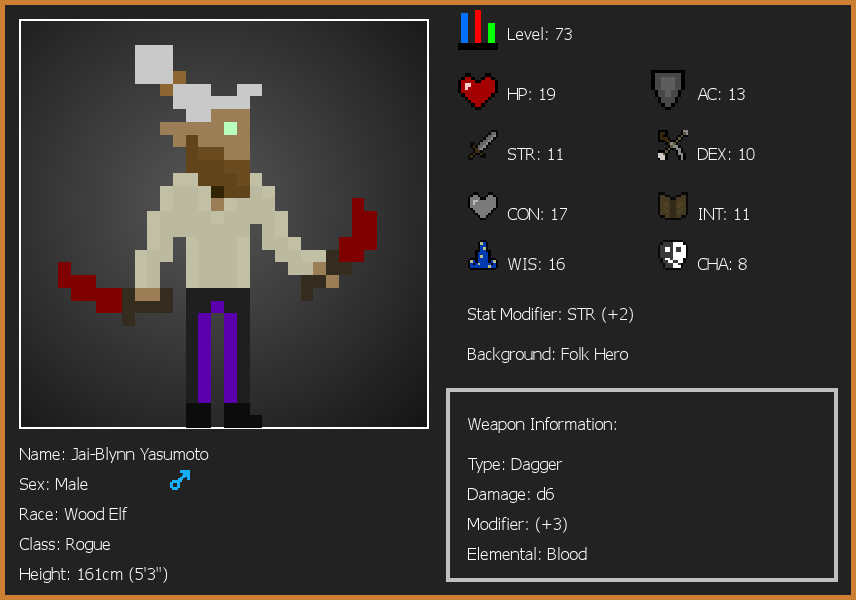 Level: 73
HP: 19
AC: 13
STR: 11
DEX: 10
CON: 17
INT: 11
WIS: 16
CHA: 8
Stat Modifier: STR (+2)
Background: Folk Hero
Weapon Information:
Type: Dagger
Damage: d6
Modifier: (+3)
Elemental: Blood
Name: Jai-Blynn Yasumoto
Sex: Male
Race: Wood Elf
Class: Rogue
Height: 161cm (5'3")